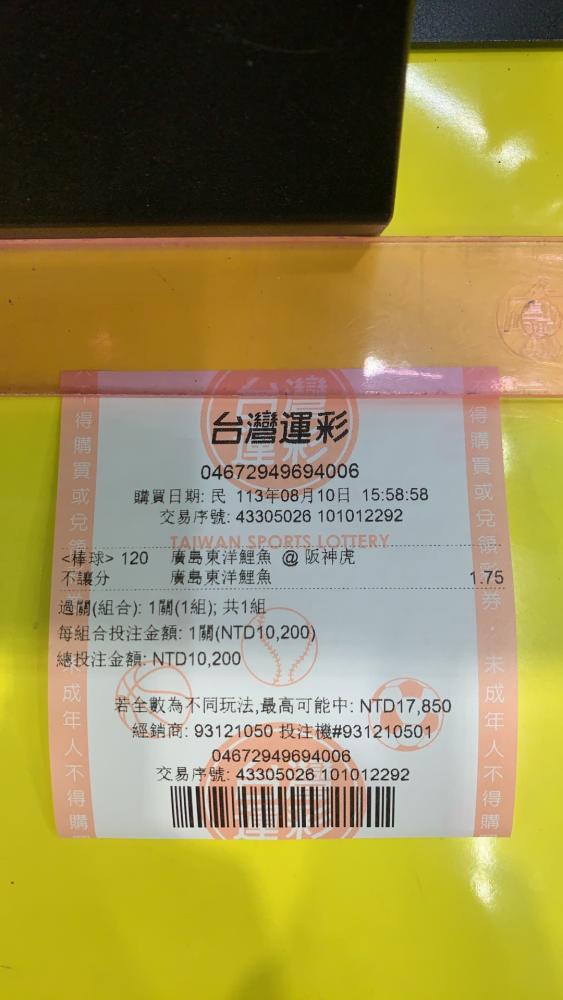 台灣運彩
04672949694006
購買日期: 民 113年08月10日 15:58:58
交易序號: 43305026 101012292
TAIWAN SPORTS LOTTERY
<棒球> 120 廣島東洋鯉魚 @ 阪神虎
不讓分 廣島東洋鯉魚 1.75
過關(組合): 1關(1組); 共1組
每組合投注金額: 1關(NTD10,200)
總投注金額: NTD10,200
若全數為不同玩法,最高可能中: NTD17,850
經銷商: 93121050 投注機#931210501
04672949694006
交易序號: 43305026 101012292
得購買或兌領
券·未成年人不得購
未成年人不得購